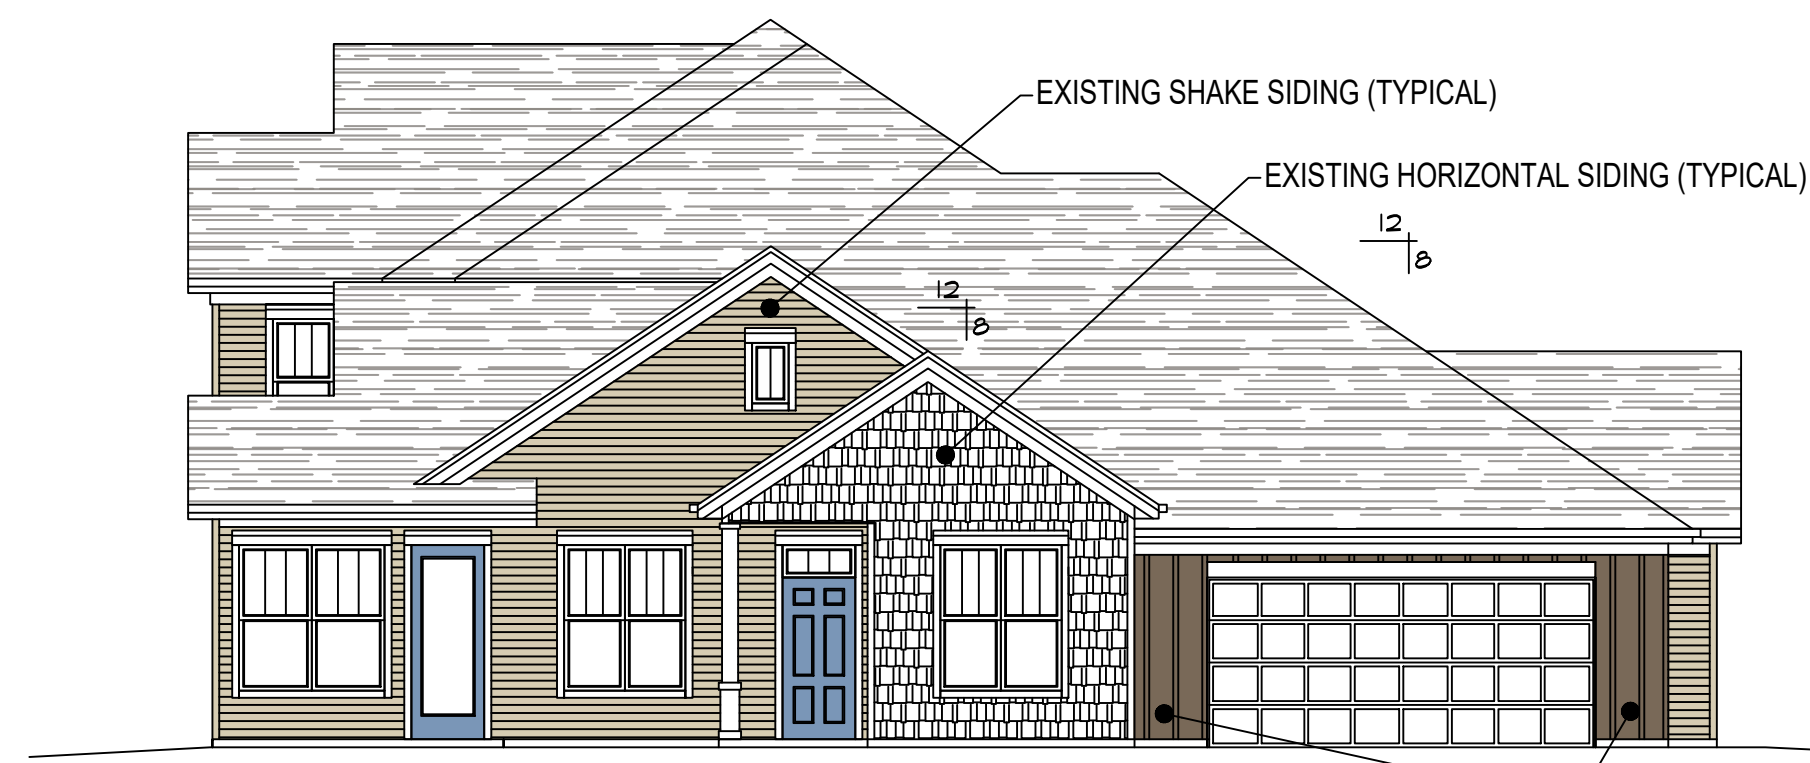 EXISTING SHAKE SIDING (TYPICAL)
EXISTING HORIZONTAL SIDING (TYPICAL)
12
8
12
8